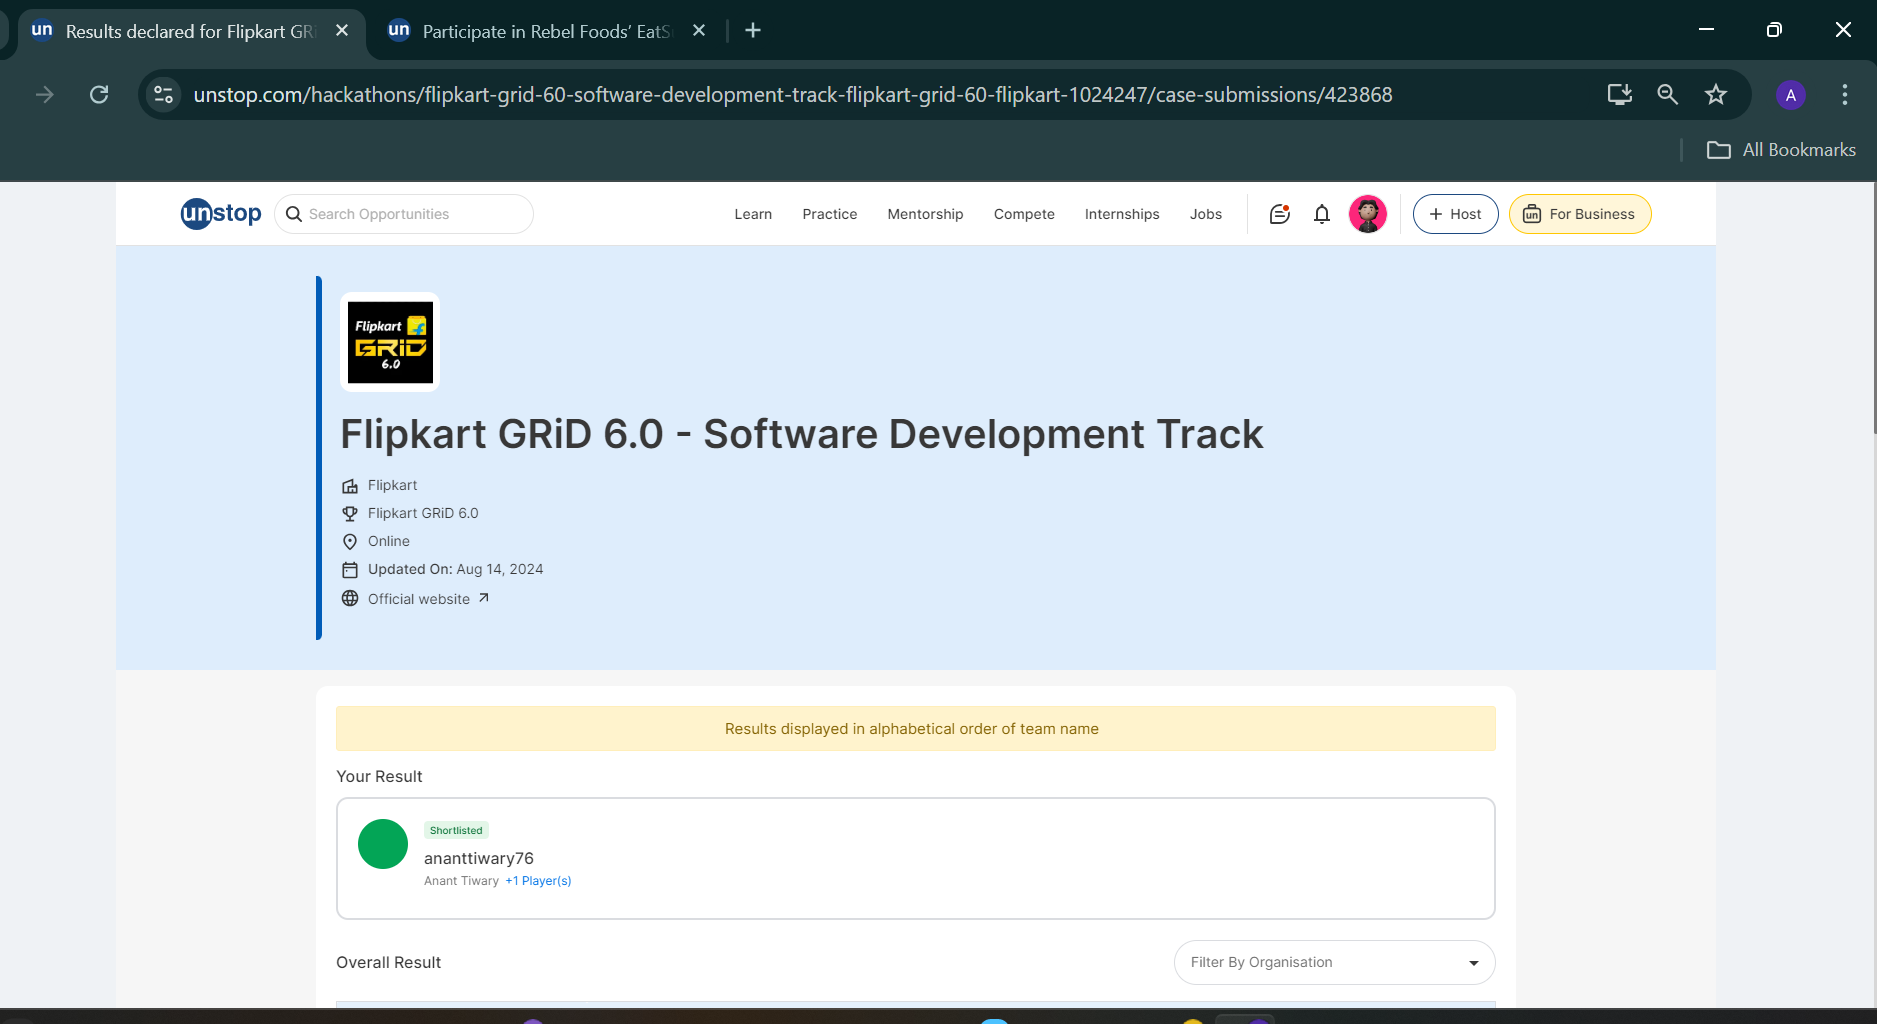 un Results declared for Flipkart GRi
un Participate in Rebel Foods’ EatS
unstop.com/hackathons/flipkart-grid-60-software-development-track-flipkart-grid-60-flipkart-1024247/case-submissions/423868
A
All Bookmarks
unstop
Search Opportunities
Learn
Practice
Mentorship
Compete
Internships
Jobs
+ Host
un For Business
Flipkart
GRiD
6.0
Flipkart GRiD 6.0 - Software Development Track
Flipkart
Flipkart GRiD 6.0
Online
Updated On: Aug 14, 2024
Official website
Results displayed in alphabetical order of team name
Your Result
Shortlisted
ananttiwary76
Anant Tiwary +1 Player(s)
Overall Result
Filter By Organisation